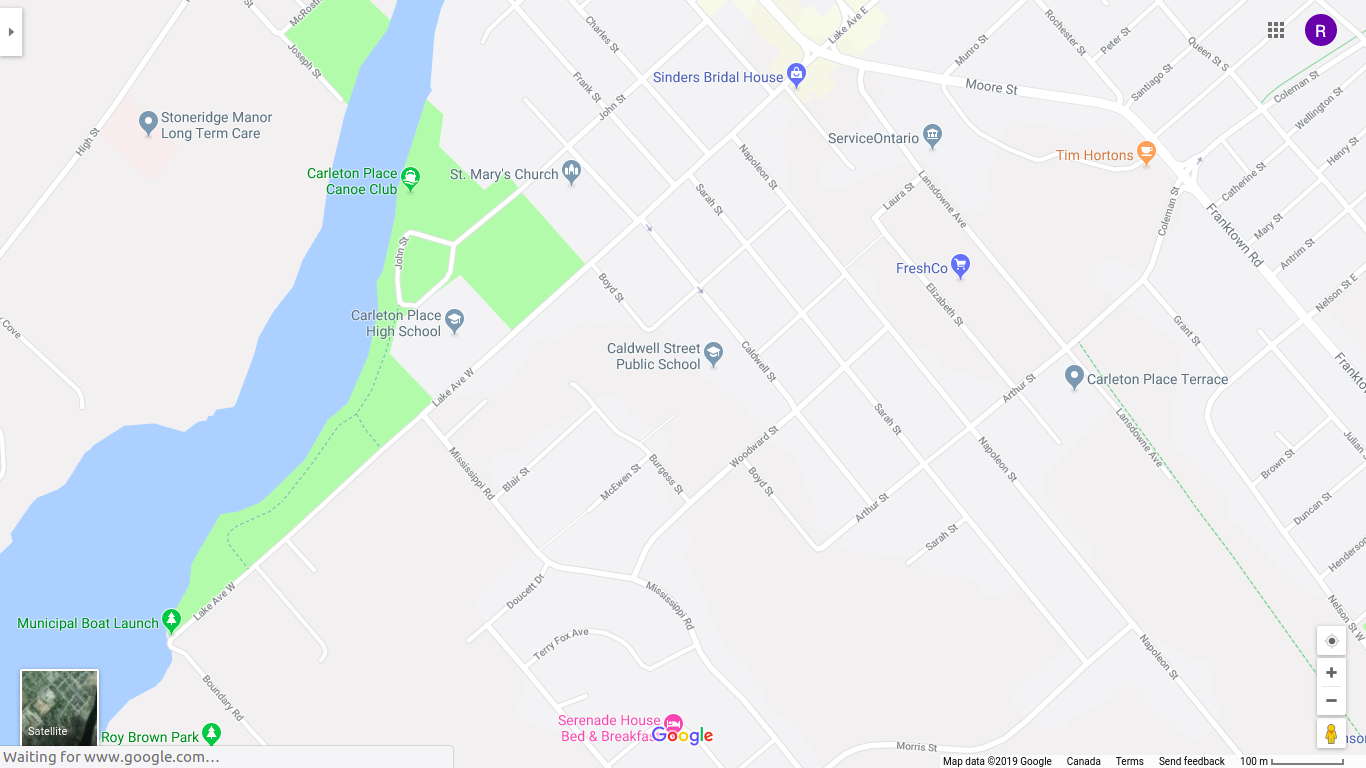 McRostie
Charles St
Lake Ave E
Rochester St
Peter St
Queen St S
R
Joseph St
Munro St
Sinders Bridal House
Frank St
John St
Moore St
Santiago St
Coleman St
Wellington St
High St
Stoneridge Manor
Long Term Care
ServiceOntario
Tim Hortons
Henry St
Carleton Place
Canoe Club
St. Mary's Church
Napoleon St
Sarah St
Laura St
Lansdowne Ave
Catherine St
Coleman St
Franktown Rd
Mary St
Antrim St
John St
FreshCo
Boyd St
Elizabeth St
Nelson St E
Carleton Place
High School
Grant St
Cove
Caldwell Street
Public School
Caldwell St
Lake Ave W
Carleton Place Terrace
Arthur St
Sarah St
Lansdowne Ave
Woodward St
Napoleon St
Brown St
Mississippi Rd
Blair St
McEwen St
Burgess St
Boyd St
Arthur St
Duncan St
Sarah St
Doucett Dr
Lake Ave W
Mississippi Rd
Nelson St W
Municipal Boat Launch
Terry Fox Ave
Napoleon St
Boundary Rd
Satellite
Serenade House
Bed & Breakfas
Google
Roy Brown Park
Morris St
Waiting for www.google.com…
Map data ©2019 Google Canada Terms Send feedback 100 m